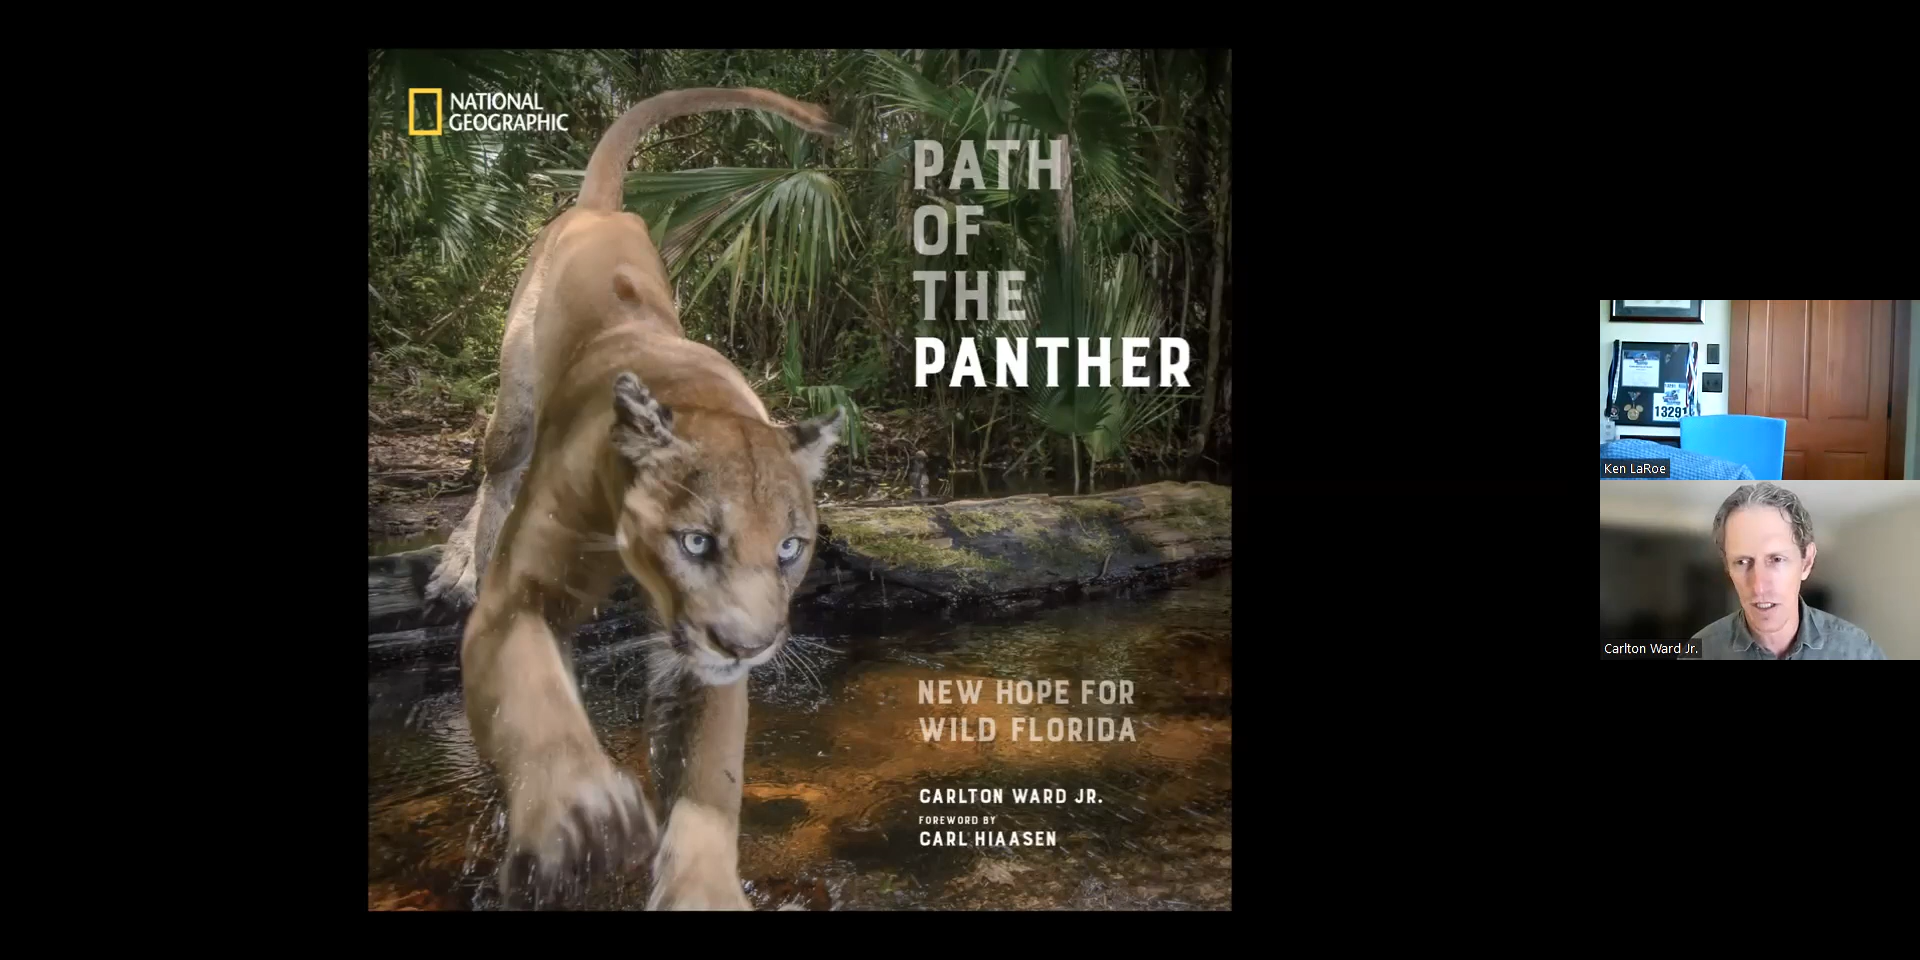 NATIONAL
GEOGRAPHIC
PATH
OF
THE
PANTHER
NEW HOPE FOR
WILD FLORIDA
CARLTON WARD JR.
FOREWORD BY
CARL HIAASEN
13291
Ken LaRoe
Carlton Ward Jr.